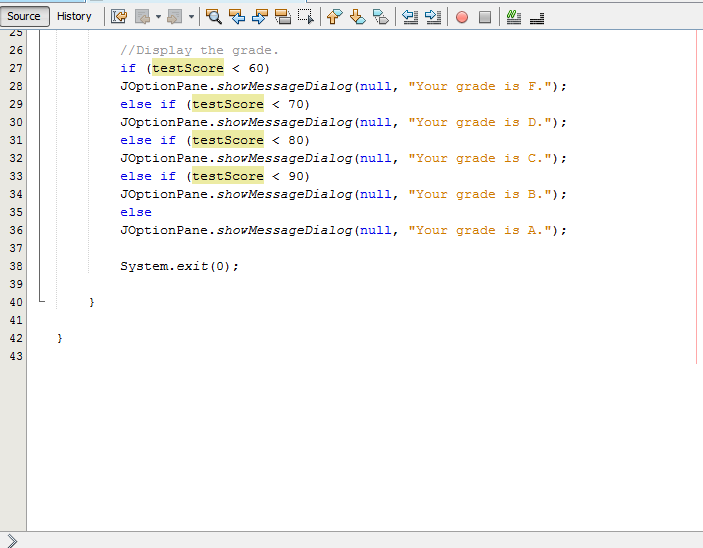 Source History
25
26 //Display the grade.
27 if (testScore < 60)
28 JOptionPane.showMessageDialog(null, "Your grade is F.");
29 else if (testScore < 70)
30 JOptionPane.showMessageDialog(null, "Your grade is D.");
31 else if (testScore < 80)
32 JOptionPane.showMessageDialog(null, "Your grade is C.");
33 else if (testScore < 90)
34 JOptionPane.showMessageDialog(null, "Your grade is B.");
35 else
36 JOptionPane.showMessageDialog(null, "Your grade is A.");
37
38 System.exit(0);
39
40 }
41
42 }
43